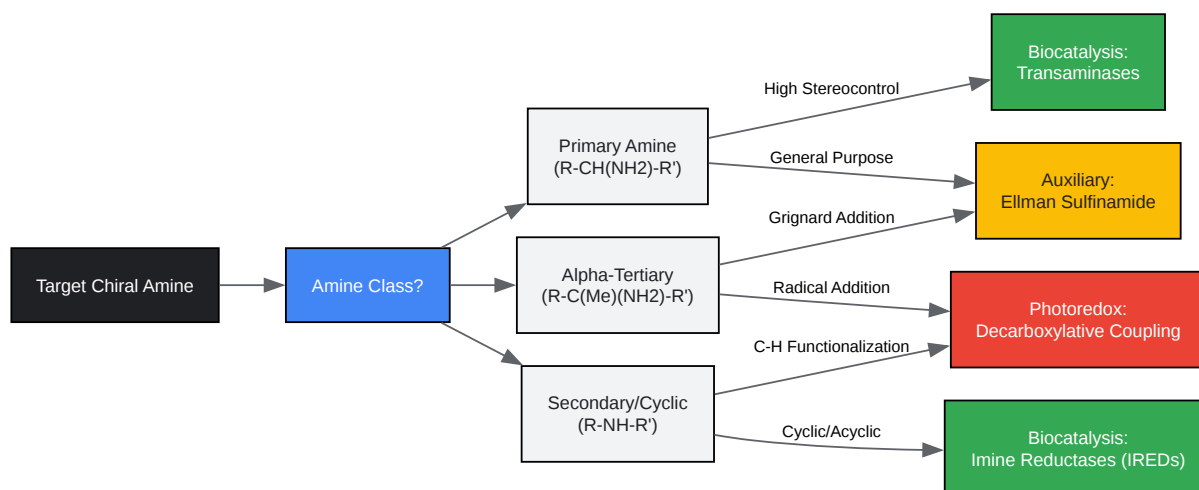 Target Chiral Amine
Amine Class?
Primary Amine
(R-CH(NH2)-R')
Alpha-Tertiary
(R-C(Me)(NH2)-R')
Secondary/Cyclic
(R-NH-R')
High Stereocontrol
General Purpose
Grignard Addition
Radical Addition
C-H Functionalization
Cyclic/Acyclic
Biocatalysis:
Transaminases
Auxiliary:
Ellman Sulfinamide
Photoredox:
Decarboxylative Coupling
Biocatalysis:
Imine Reductases (IREDs)